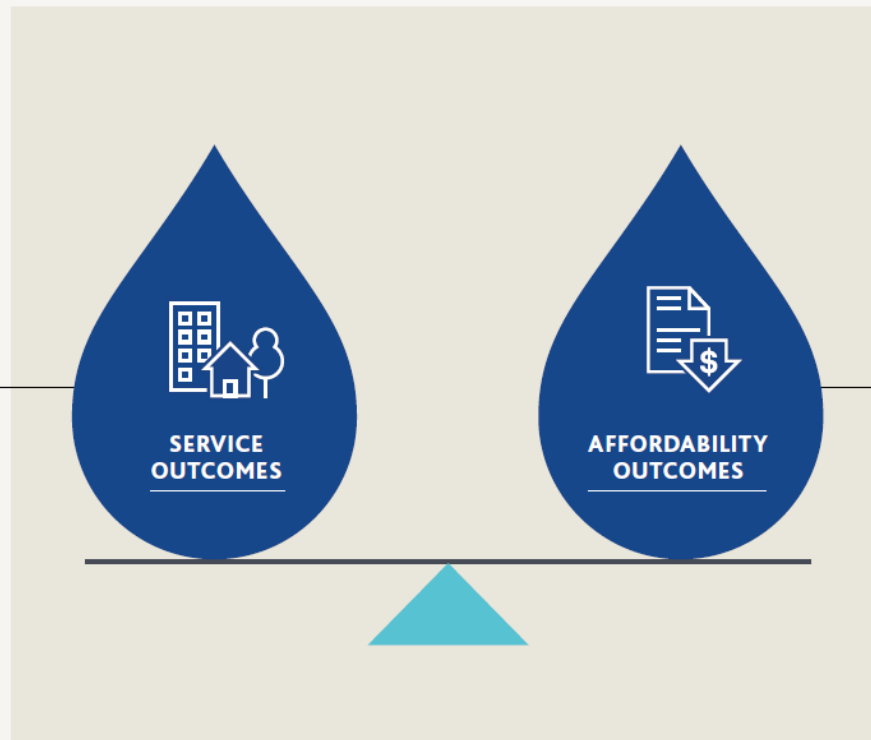 SERVICE
OUTCOMES
$
AFFORDABILITY
OUTCOMES